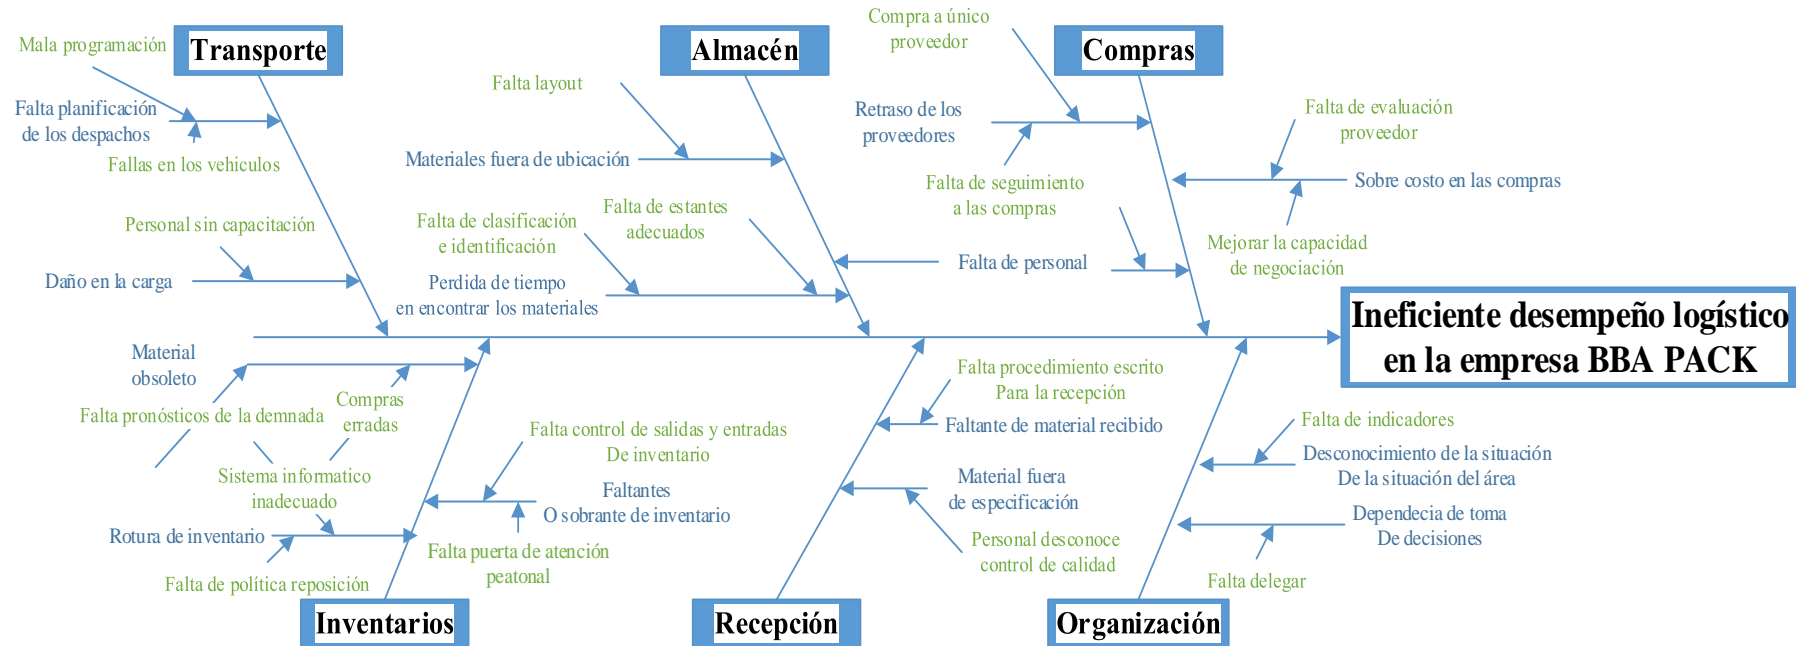 Transporte
Almacén
Compras
Mala programación
Falta planificación
de los despachos
Fallas en los vehiculos
Personal sin capacitación
Daño en la carga
Falta layout
Materiales fuera de ubicación
Falta de clasificación
e identificación
Falta de estantes
adecuados
Perdida de tiempo
en encontrar los materiales
Compra a único
proveedor
Retraso de los
proveedores
Falta de seguimiento
a las compras
Falta de personal
Falta de evaluación
proveedor
Sobre costo en las compras
Mejorar la capacidad
de negociación
Ineficiente desempeño logístico
en la empresa BBA PACK
Material
obsoleto
Falta pronósticos de la demnada
Compras
erradas
Sistema informatico
inadecuado
Rotura de inventario
Falta de política reposición
Falta control de salidas y entradas
De inventario
Faltantes
O sobrante de inventario
Falta puerta de atención
peatonal
Falta procedimiento escrito
Para la recepción
Faltante de material recibido
Material fuera
de especificación
Personal desconoce
control de calidad
Falta de indicadores
Desconocimiento de la situación
De la situación del área
Dependecia de toma
De decisiones
Falta delegar
Inventarios
Recepción
Organización